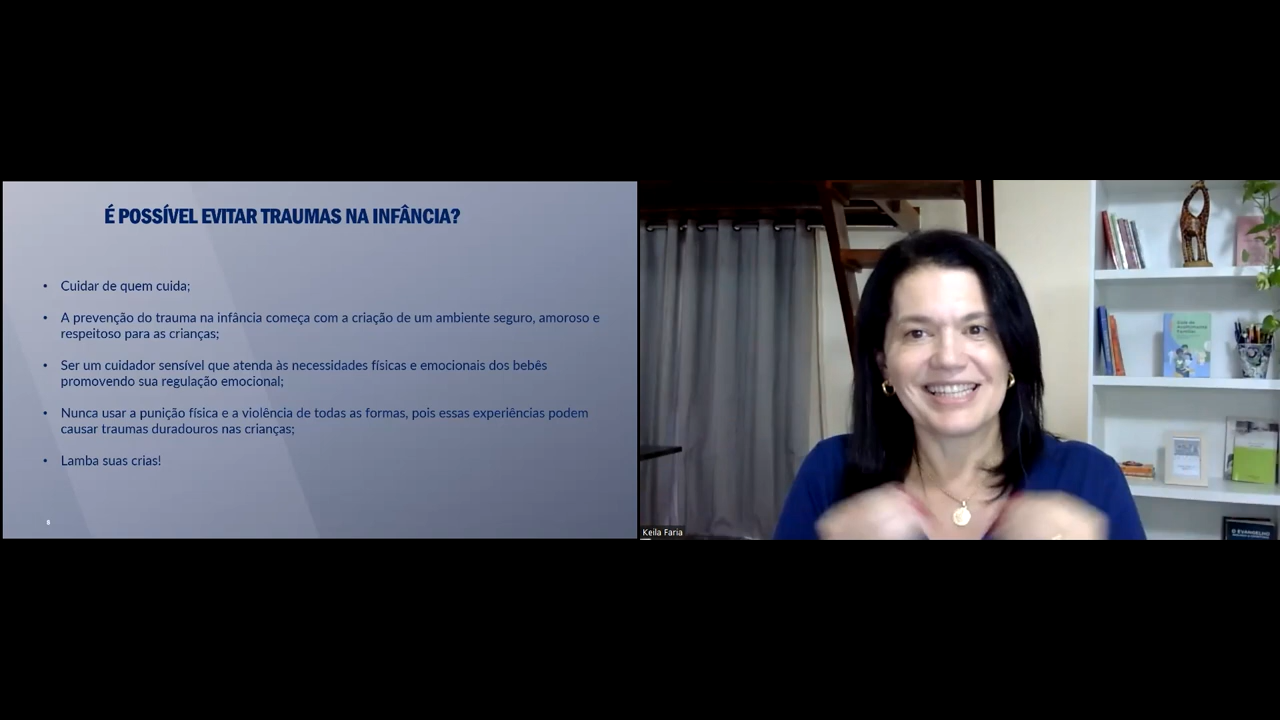 É POSSÍVEL EVITAR TRAUMAS NA INFÂNCIA?
• Cuidar de quem cuida;
• A prevenção do trauma na infância começa com a criação de um ambiente seguro, amoroso e
respeitoso para as crianças;
• Ser um cuidador sensível que atenda às necessidades físicas e emocionais dos bebês
promovendo sua regulação emocional;
• Nunca usar a punição física e a violência de todas as formas, pois essas experiências podem
causar traumas duradouros nas crianças;
• Lamba suas crias!
Keila Faria
O EVANGELHO